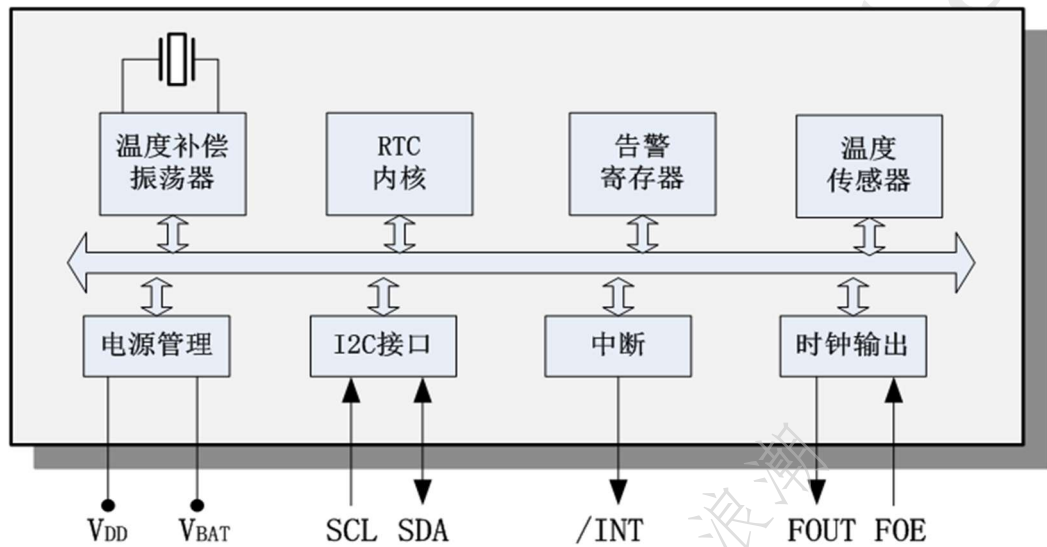 温度补偿
振荡器
RTC
内核
告警
寄存器
温度
传感器
电源管理
I2C接口
中断
时钟输出
VDD
VBAT
SCL
SDA
/INT
FOUT
FOE
浪潮